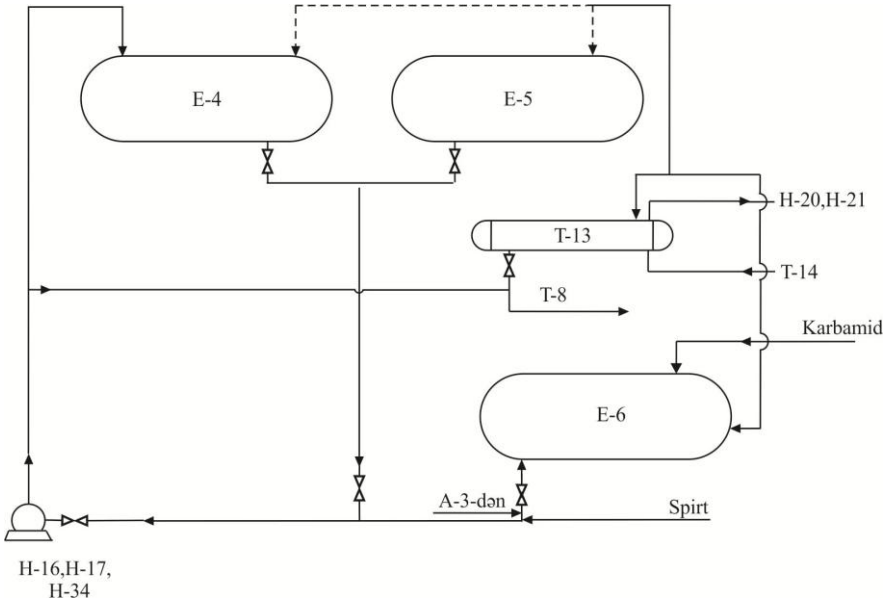 E-4
E-5
H-20,H-21
T-13
T-14
T-8
Karbamid
E-6
A-3-dən
Spirt
H-16,H-17,
H-34